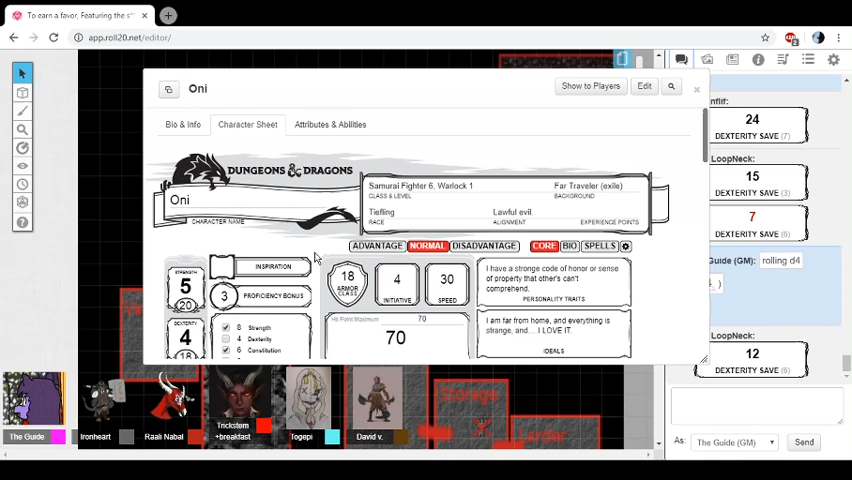 To earn a favor, Featuring the s
app.roll20.net/editor/
Oni
Show to Players
Edit
Bio & Info
Character Sheet
Attributes & Abilities
DUNGEONS & DRAGONS
Oni
CHARACTER NAME
Samurai Fighter 6, Warlock 1
CLASS & LEVEL
Far Traveler (exile)
BACKGROUND
Tiefling
RACE
Lawful evil
ALIGNMENT
EXPERIENCE POINTS
ADVANTAGE
NORMAL
DISADVANTAGE
CORE
BIO
SPELLS
STRENGTH
5
20
DEXTERITY
4
18
INSPIRATION
3
PROFICIENCY BONUS
8 Strength
4 Dexterity
6 Constitution
18
ARMOR
CLASS
4
INITIATIVE
30
SPEED
Hit Point Maximum
70
70
I have a stronge code of honor or sense
of property that otherer's can't
comprehend.
PERSONALITY TRAITS
I am far from home, and everything is
strange, and... I LOVE IT.
IDEALS
nflif:
24
DEXTERITY SAVE (7)
LoopNeck:
15
DEXTERITY SAVE (3)
7
DEXTERITY SAVE (6)
Guide (GM):
rolling d4
LoopNeck:
12
DEXTERITY SAVE (6)
As:
The Guide (GM)
Send
Storage
Larder
The Guide
Ironheart
Raali Nabal
Trickstem
+breakfast
Togepi
David v.